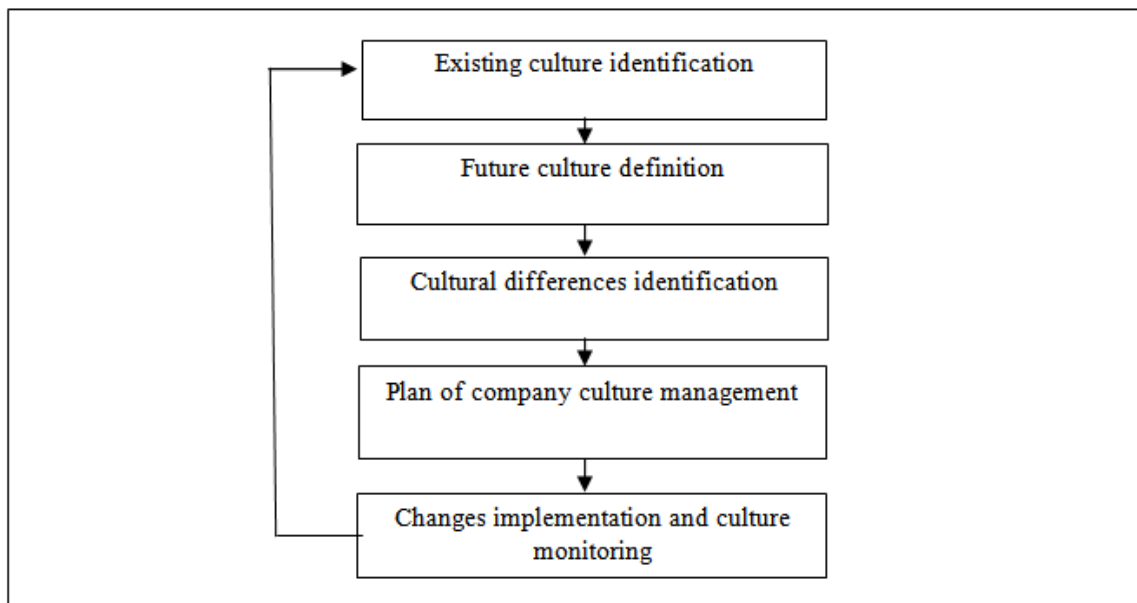 Existing culture identification
Future culture definition
Cultural differences identification
Plan of company culture management
Changes implementation and culture
monitoring